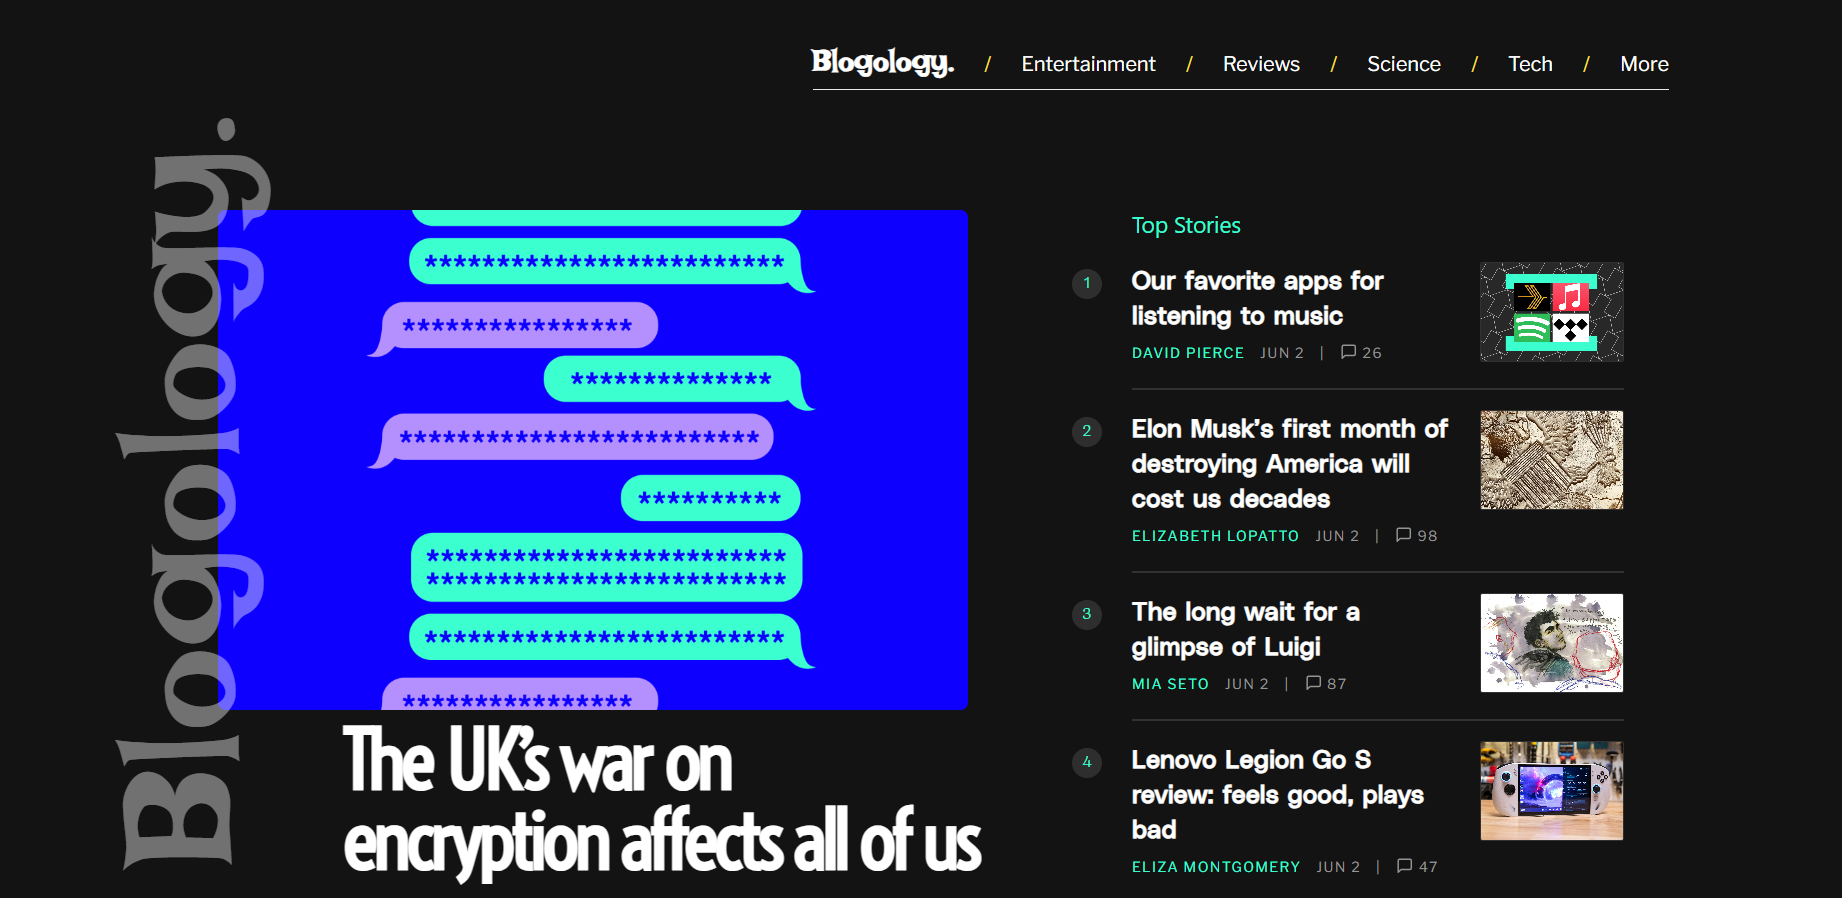 Blogology. / Entertainment / Reviews / Science / Tech / More
Blogology.
*************************
****************
**************
*************************
**********
*************************
*************************
*************************
****************
The UK's war on
encryption affects all of us
Top Stories
1
Our favorite apps for
listening to music
DAVID PIERCE JUN 2 | 26
2
Elon Musk's first month of
destroying America will
cost us decades
ELIZABETH LOPATTO JUN 2 | 98
3
The long wait for a
glimpse of Luigi
MIA SETO JUN 2 | 87
4
Lenovo Legion Go S
review: feels good, plays
bad
ELIZA MONTGOMERY JUN 2 | 47